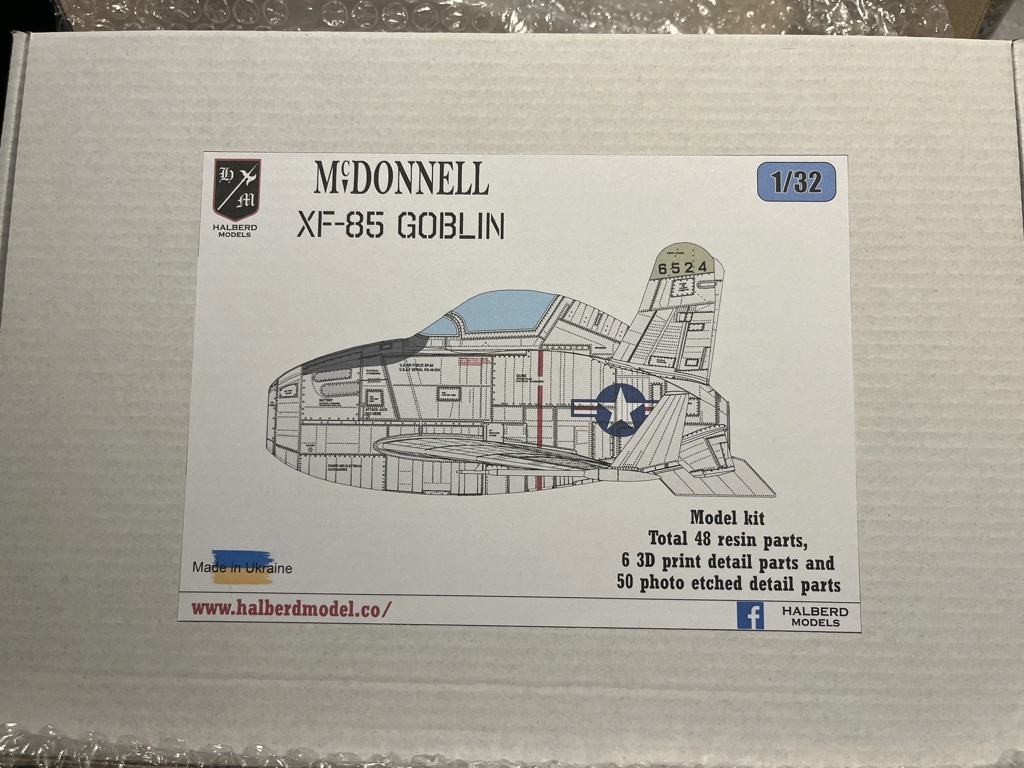 McDONNELL
XF-85 GOBLIN
1/32
H
M
HALBERD
MODELS
6524
Model kit
Total 48 resin parts,
6 3D print detail parts and
50 photo etched detail parts
Made in Ukraine
www.halberdmodel.co/
f
HALBERD
MODELS